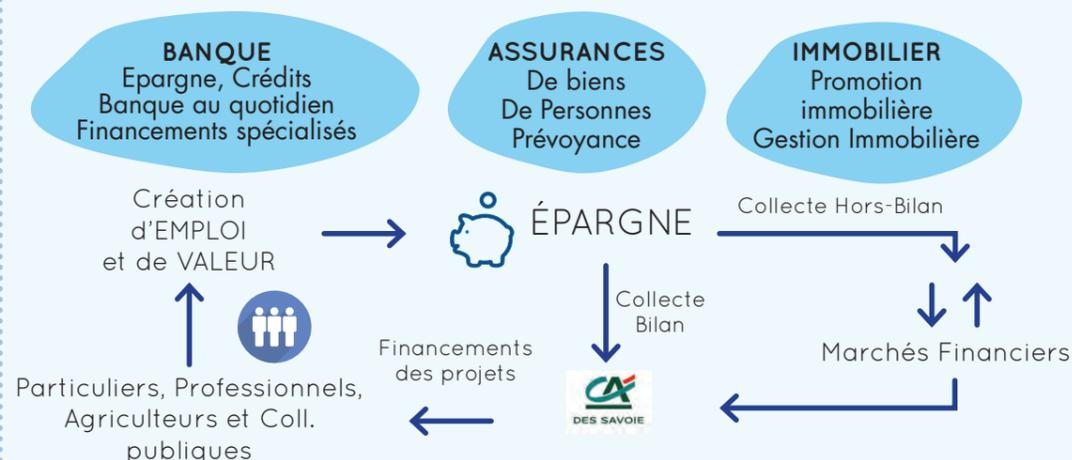 BANQUE
Epargne, Crédits
Banque au quotidien
Financements spécialisés
ASSURANCES
De biens
De Personnes
Prévoyance
IMMOBILIER
Promotion
immobilière
Gestion Immobilière
Création
d'EMPLOI
et de VALEUR
ÉPARGNE
Collecte Hors-Bilan
Collecte
Bilan
Marchés Financiers
Financements
des projets
CA
DES SAVOIE
Particuliers, Professionnels,
Agriculteurs et Coll.
publiques